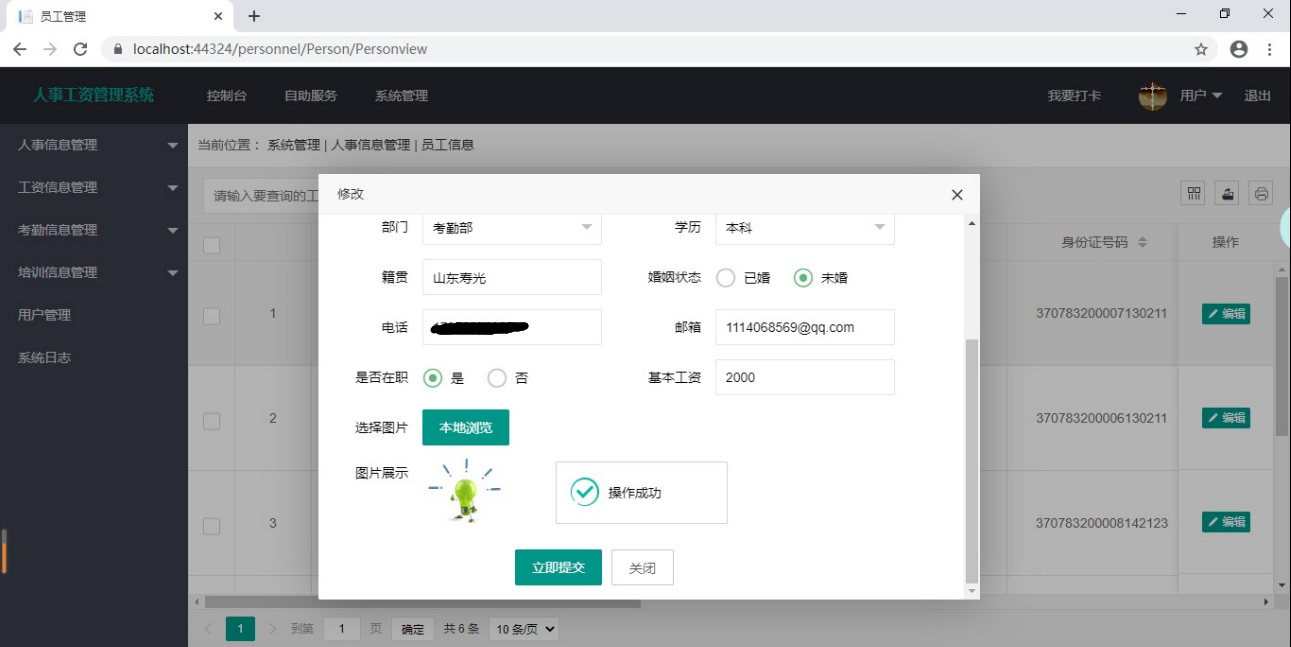 员工管理
localhost:44324/personnel/Person/Personview
人事工资管理系统 控制台 自助服务 系统管理 我要打卡 用户 退出
人事信息管理
工资信息管理
考勤信息管理
培训信息管理
用户管理
系统日志
当前位置： 系统管理 | 人事信息管理 | 员工信息
请输入要查询的工
身份证号码 操作
1 370783200007130211 编辑
2 370783200006130211 编辑
3 370783200008142123 编辑
修改
部门 考勤部 学历 本科
籍贯 山东寿光 婚姻状态 已婚 未婚
电话 邮箱 1114068569@qq.com
是否在职 是 否 基本工资 2000
选择图片 本地浏览
图片展示 操作成功
立即提交 关闭
1 到第 1 页 确定 共 6 条 10 条/页